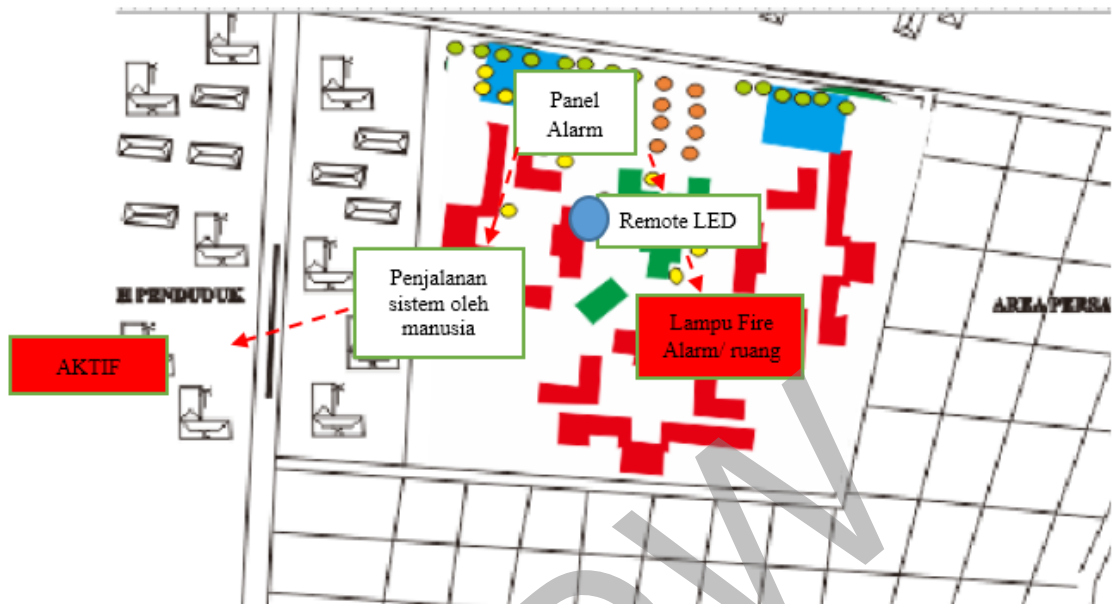 Panel
Alarm
Remote LED
Penjalanan
sistem oleh
manusia
H PENDUDUK
AREA PERSA
Lampu Fire
Alarm/ ruang
AKTIF